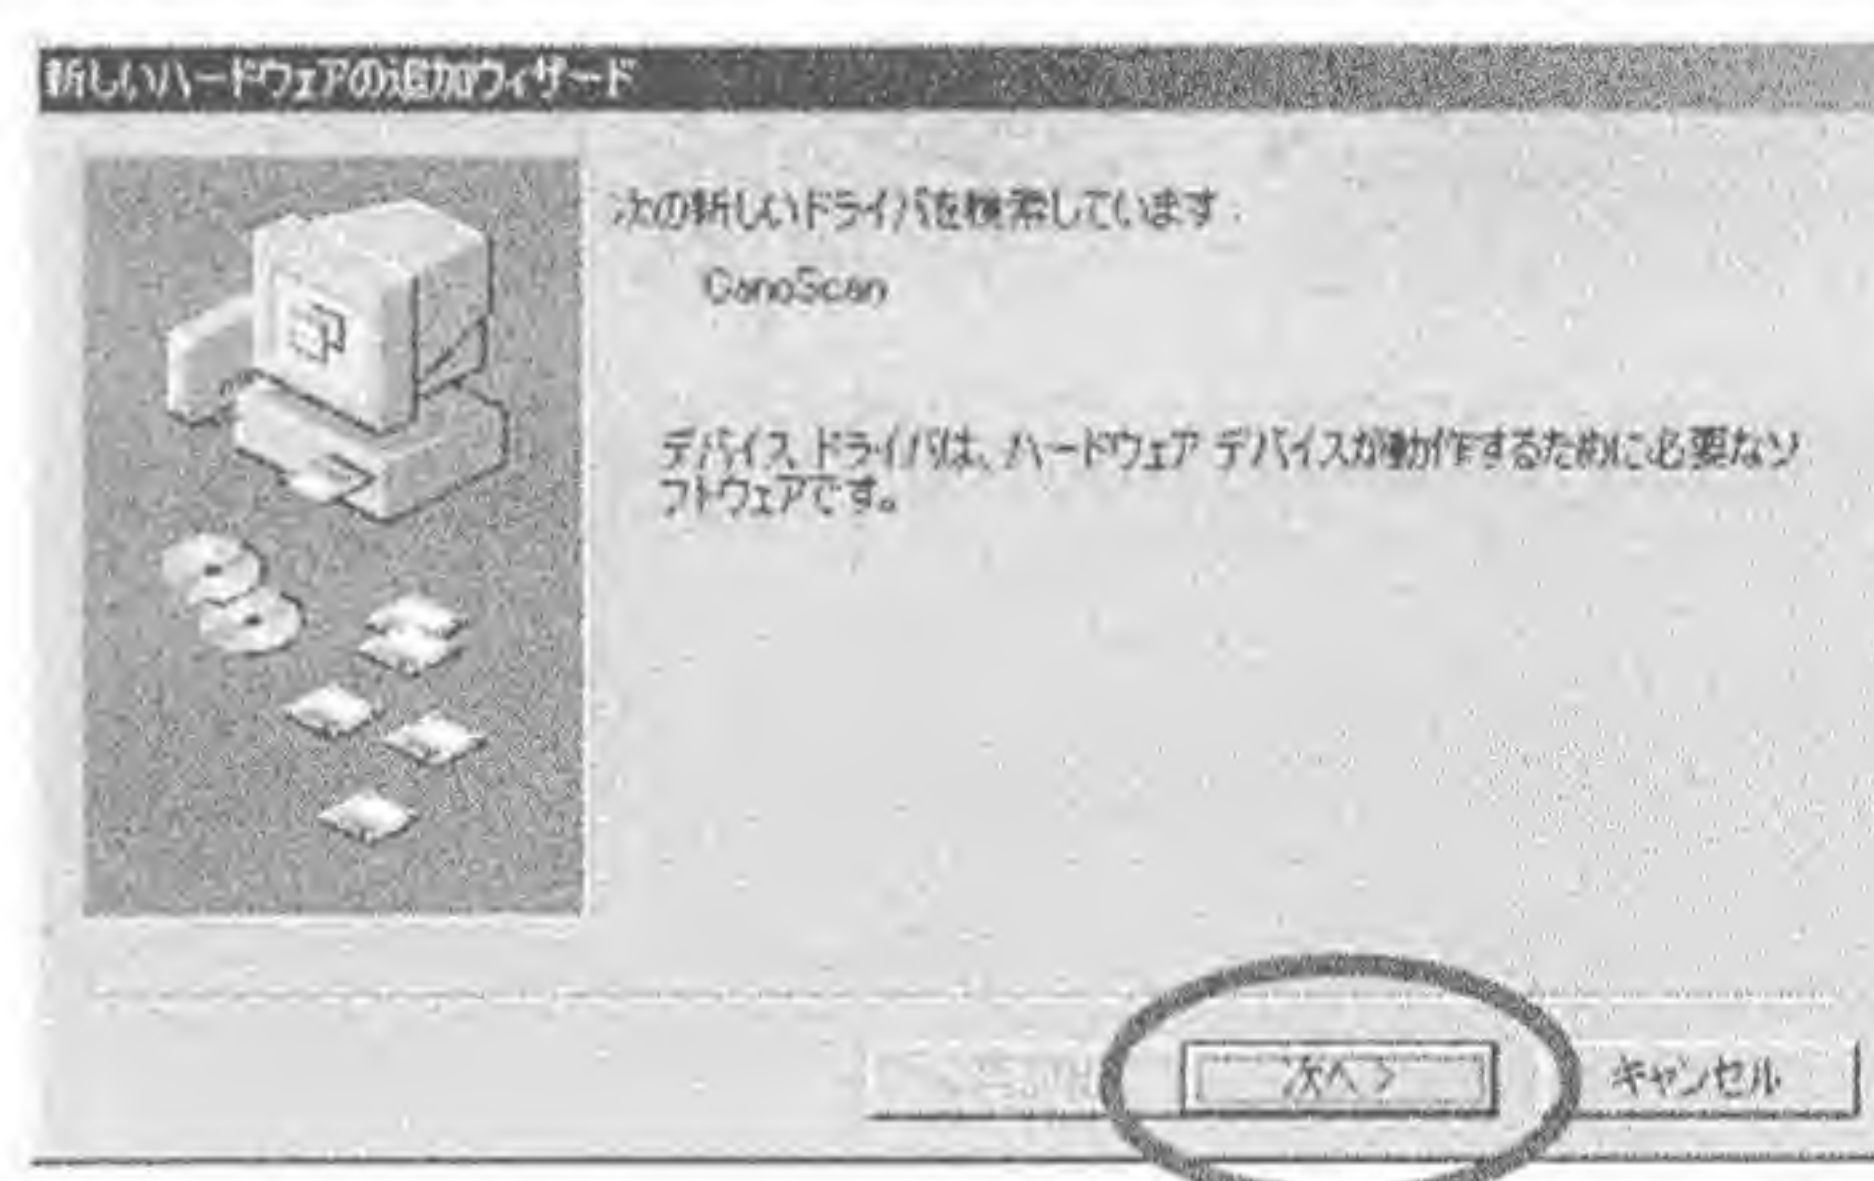 新しいハードウェアの追加ウィザード
次の新しいドライバを検索しています.
CanoScan
デバイス ドライバは、ハードウェア デバイスが動作するために必要なソ
フトウェアです。
次へ >
キャンセル